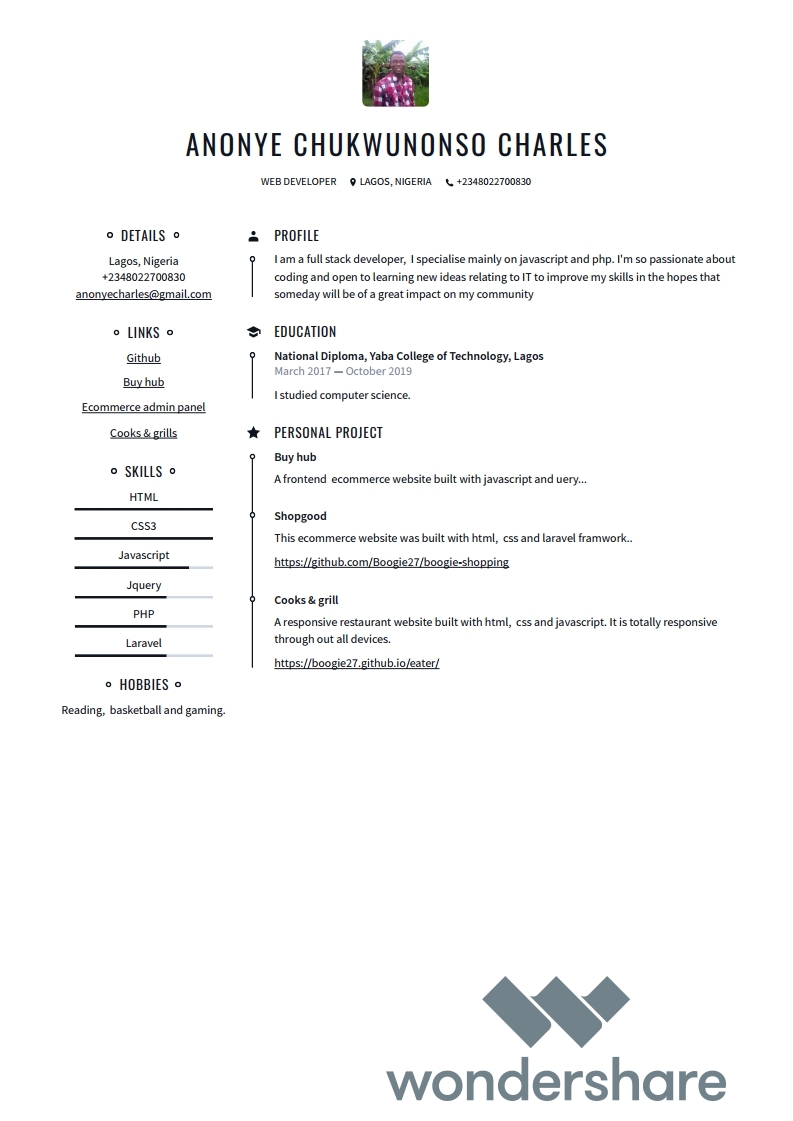 ANONYE CHUKWUNONSO CHARLES
WEB DEVELOPER LAGOS, NIGERIA +2348022700830
DETAILS
Lagos, Nigeria
+2348022700830
anonyecharles@gmail.com
LINKS
Github
Buy hub
Ecommerce admin panel
Cooks & grills
SKILLS
HTML
CSS3
Javascript
Jquery
PHP
Laravel
HOBBIES
Reading, basketball and gaming.
PROFILE
I am a full stack developer, I specialise mainly on javascript and php. I'm so passionate about
coding and open to learning new ideas relating to IT to improve my skills in the hopes that
someday will be of a great impact on my community
EDUCATION
National Diploma, Yaba College of Technology, Lagos
March 2017 — October 2019
I studied computer science.
PERSONAL PROJECT
Buy hub
A frontend ecommerce website built with javascript and uery...
Shopgood
This ecommerce website was built with html, css and laravel framwork..
https://github.com/Boogie27/boogie-shopping
Cooks & grill
A responsive restaurant website built with html, css and javascript. It is totally responsive
through out all devices.
https://boogie27.github.io/eater/
wondershare